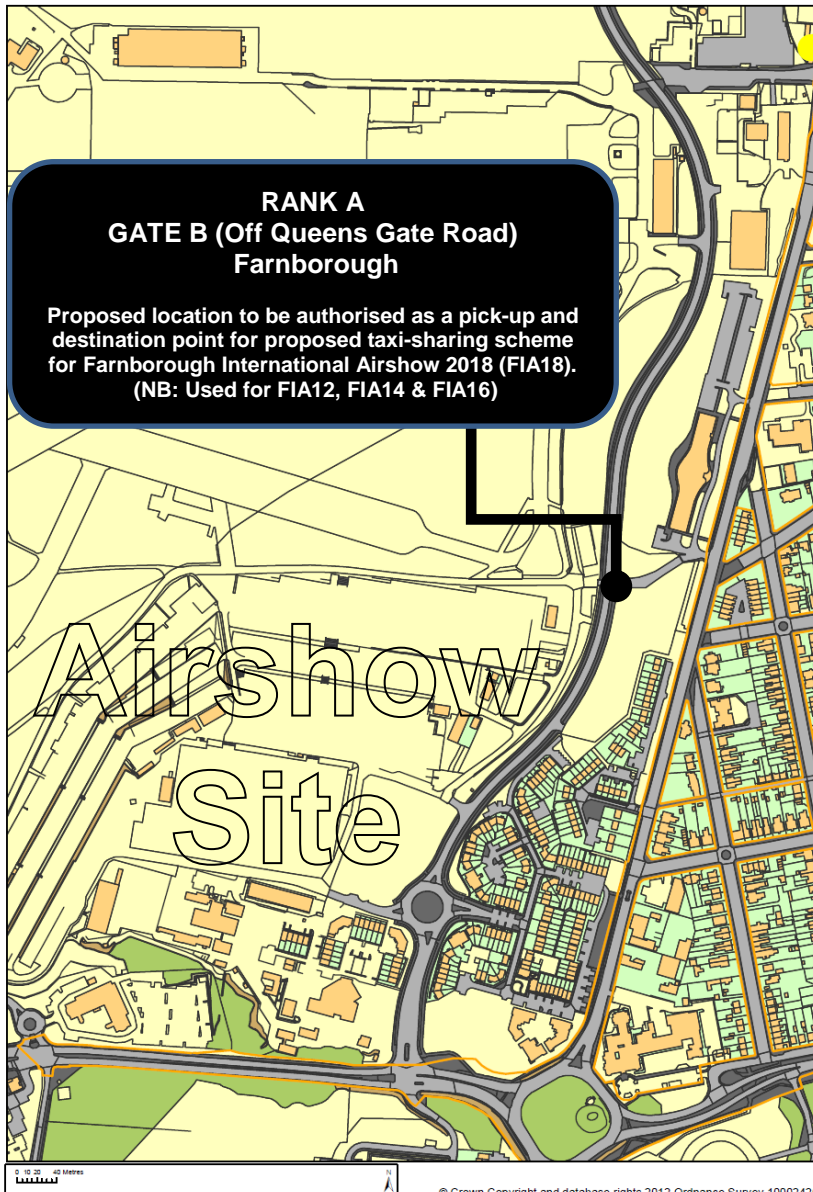 RANK A
GATE B (Off Queens Gate Road)
Farnborough
Proposed location to be authorised as a pick-up and
destination point for proposed taxi-sharing scheme
for Farnborough International Airshow 2018 (FIA18).
(NB: Used for FIA12, FIA14 & FIA16)
Airshow
Site
0 10 20 40 Metres
N
© Crown Copyright and database rights 2012 Ordnance Survey